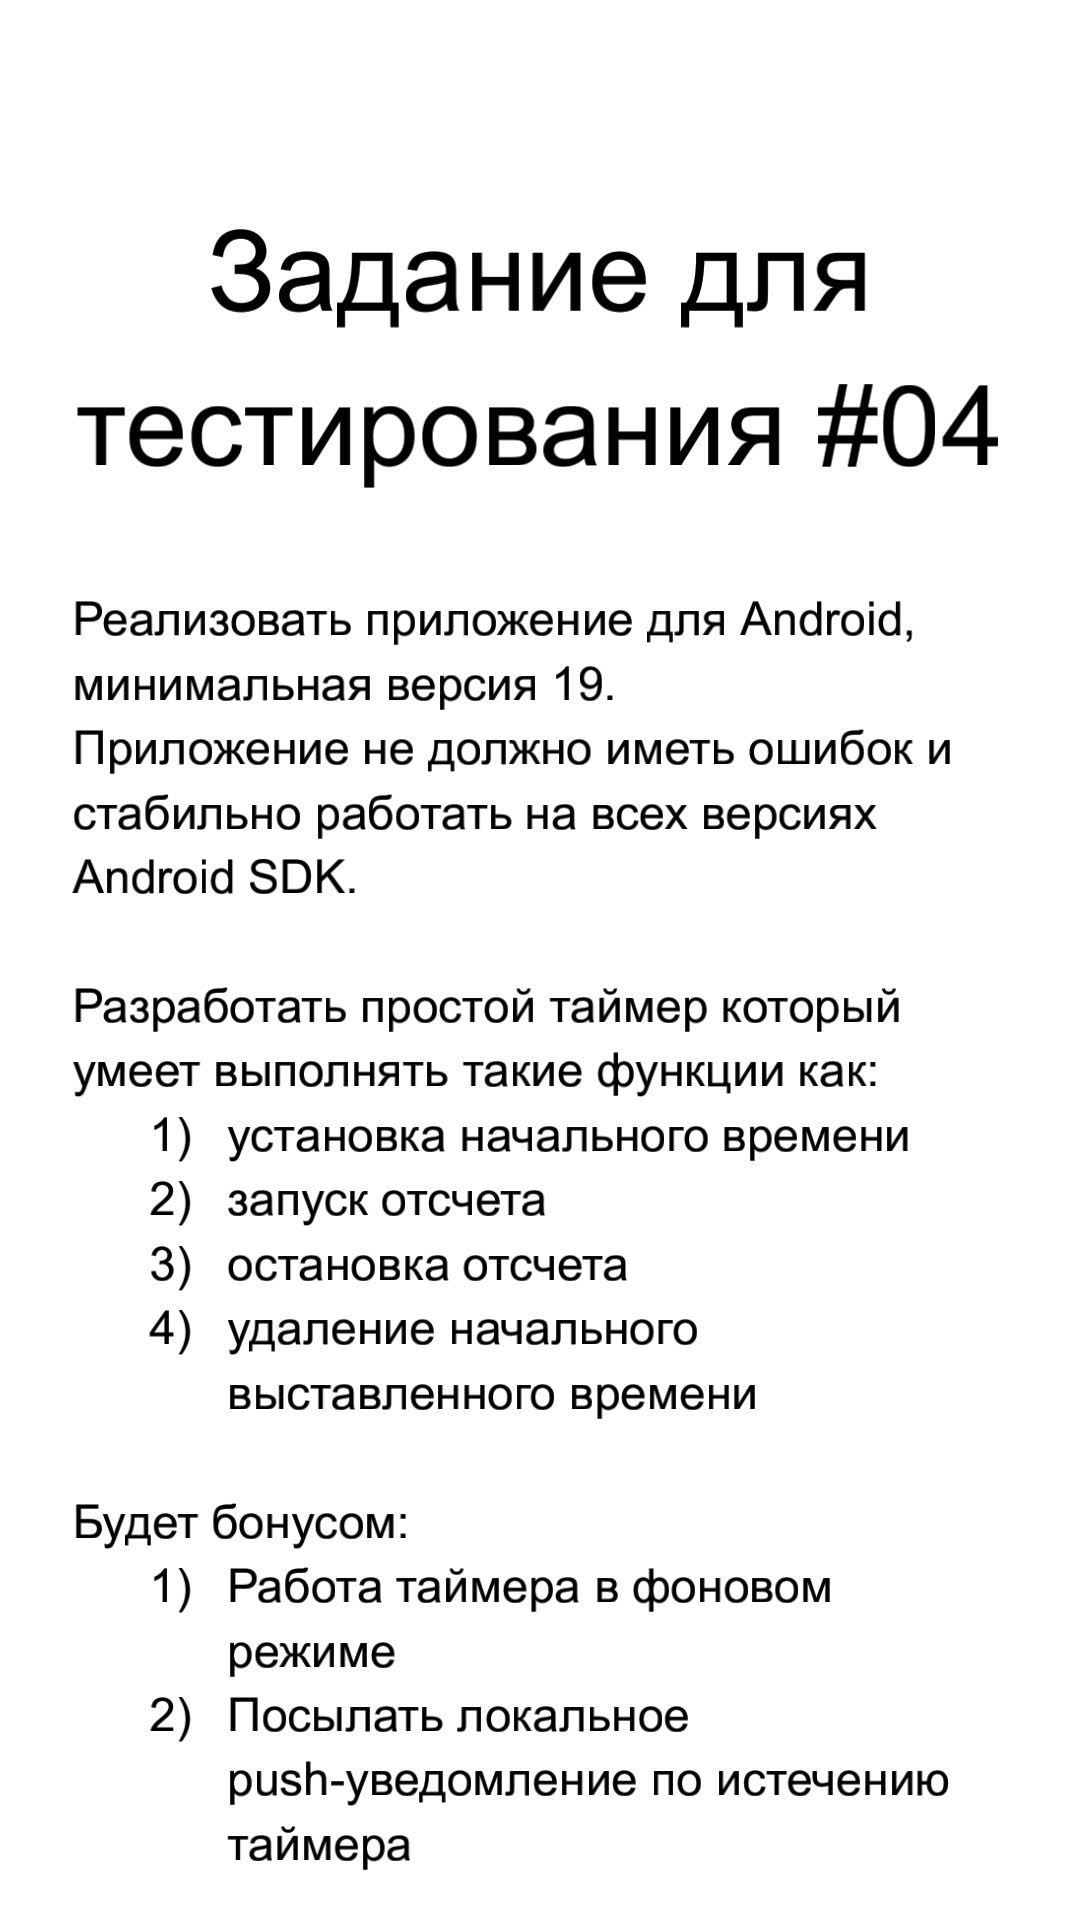 Задание для
тестирования #04
Реализовать приложение для Android,
минимальная версия 19.
Приложение не должно иметь ошибок и
стабильно работать на всех версиях
Android SDK.
Разработать простой таймер который
умеет выполнять такие функции как:
1) установка начального времени
2) запуск отсчета
3) остановка отсчета
4) удаление начального
выставленного времени
Будет бонусом:
1) Работа таймера в фоновом
режиме
2) Посылать локальное
push-уведомление по истечению
таймера